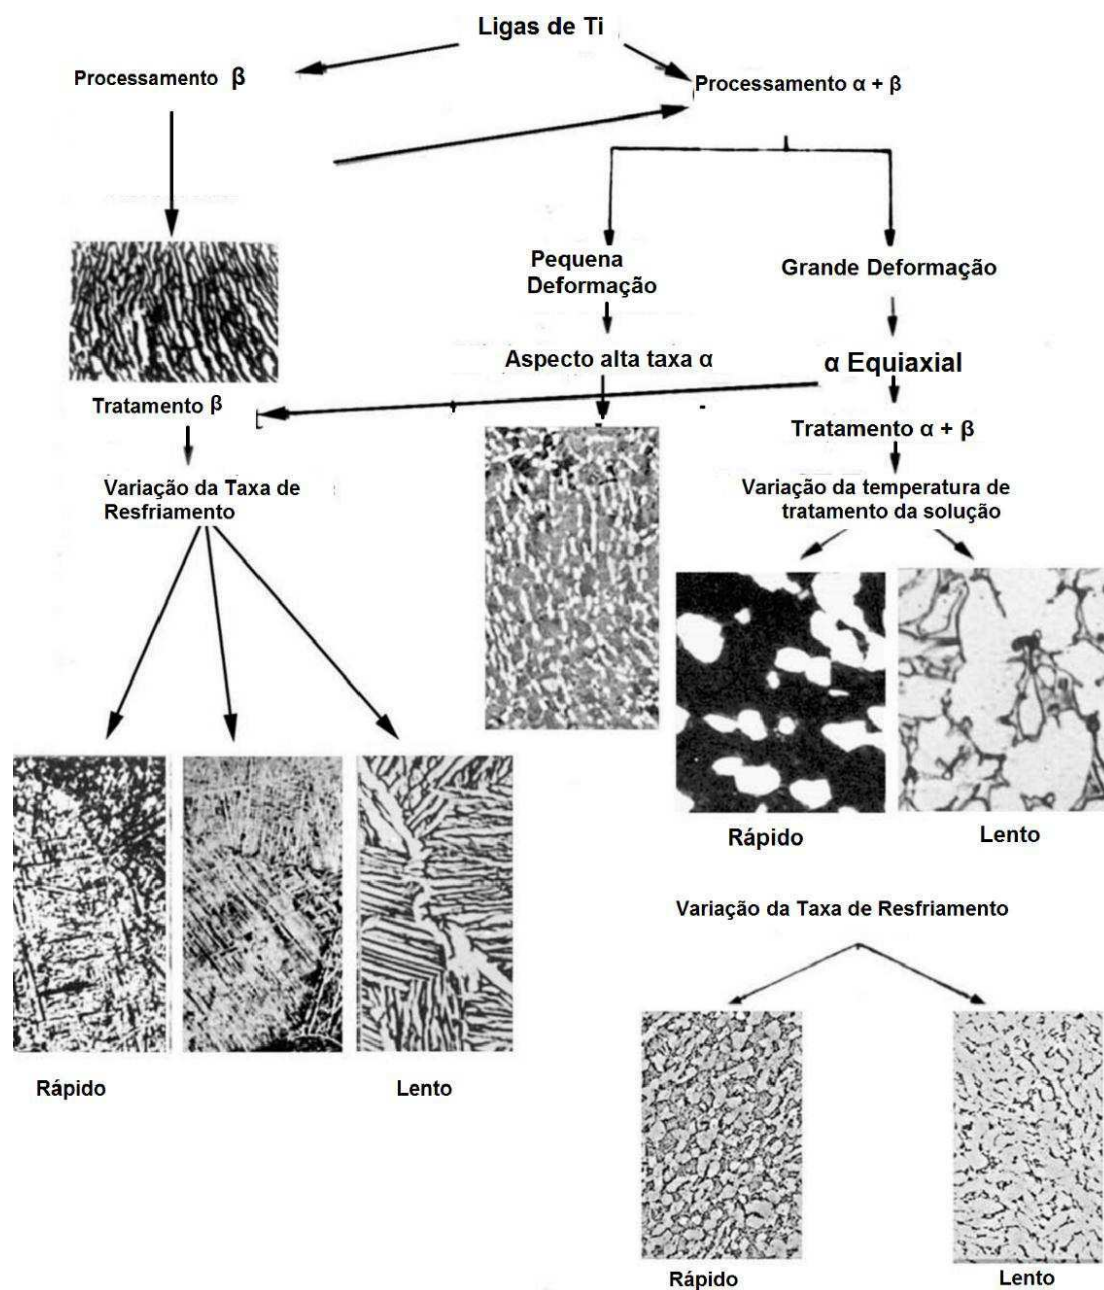 Ligas de Ti
Processamento β
Processamento α + β
Pequena
Deformação
Grande Deformação
Aspecto alta taxa α
α Equiaxial
Tratamento β
Tratamento α + β
Variação da Taxa de
Resfriamento
Variação da temperatura de
tratamento da solução
Rápido
Lento
Variação da Taxa de Resfriamento
Rápido
Lento
Rápido
Lento